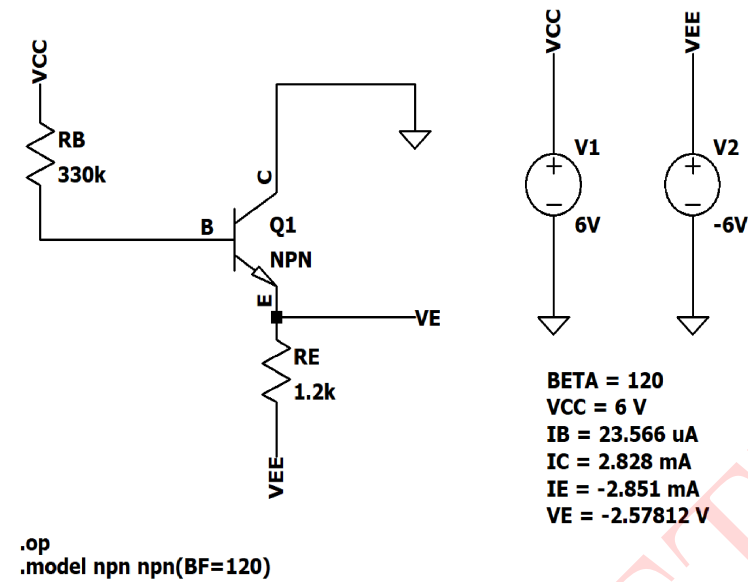 VCC
RB
330k
B
C
Q1
NPN
E
VE
RE
1.2k
VEE
VCC
V1
6V
VEE
V2
-6V
BETA = 120
VCC = 6 V
IB = 23.566 uA
IC = 2.828 mA
IE = -2.851 mA
VE = -2.57812 V
.op
.model npn npn(BF=120)